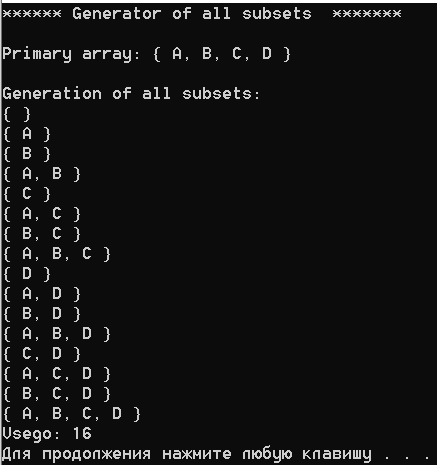 ****** Generator of all subsets *******
Primary array: { A, B, C, D }
Generation of all subsets:
{ }
{ A }
{ B }
{ A, B }
{ C }
{ A, C }
{ B, C }
{ A, B, C }
{ D }
{ A, D }
{ B, D }
{ A, B, D }
{ C, D }
{ A, C, D }
{ B, C, D }
{ A, B, C, D }
Vsego: 16
Для продолжения нажмите любую клавишу . . .